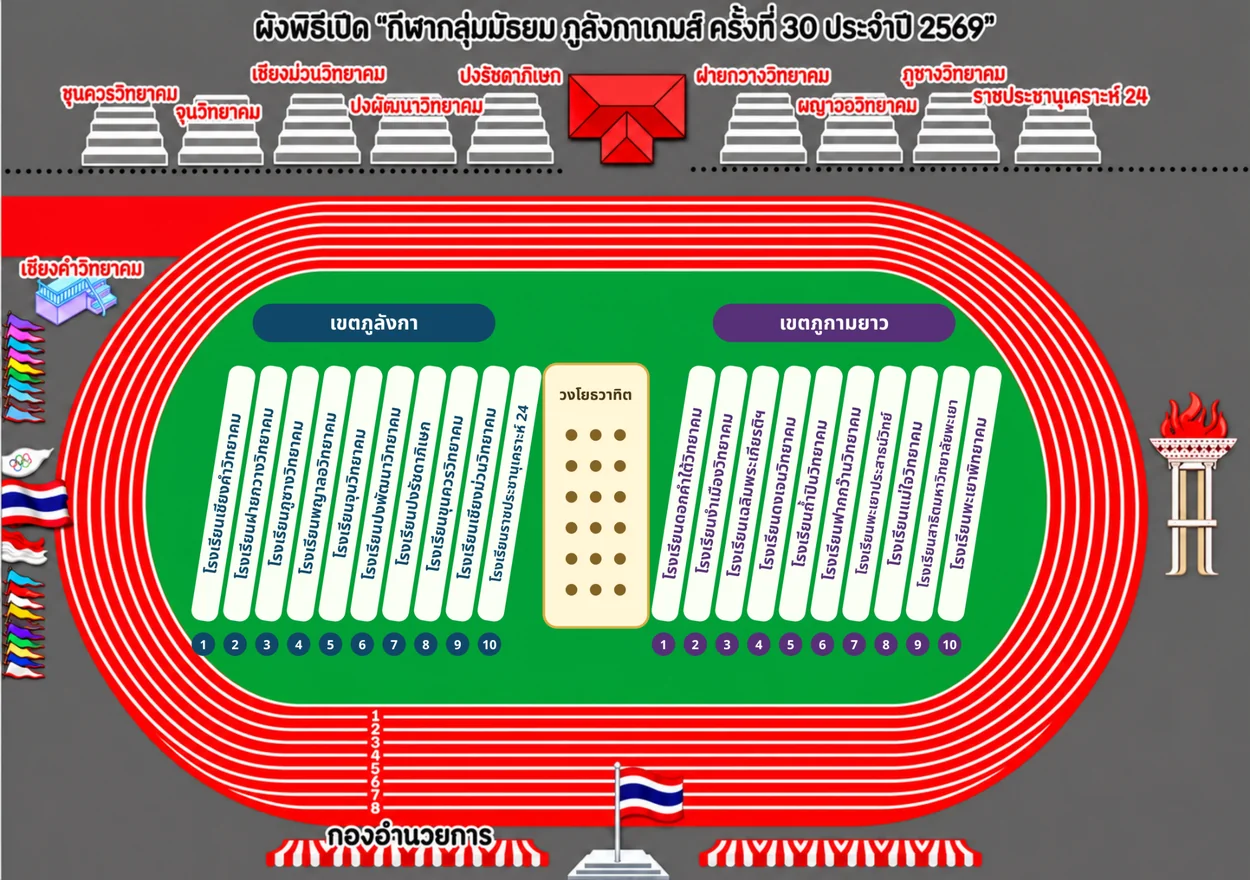 ผังพิธีเปิด “กีฬากลุ่มมัธยม ภูลังกาเกมส์ ครั้งที่ 30 ประจำปี 2569”
เชียงม่วนวิทยาคม
ปงรัชดาภิเษก
ฝายกวางวิทยาคม
ภูซางวิทยาคม
ขุนควรวิทยาคม
จุนวิทยาคม
ปงพัฒนาวิทยาคม
พญาลอวิทยาคม
ราชประชานุเคราะห์ 24
เชียงคำวิทยาคม
เขตภูลังกา
เขตภูกามยาว
โรงเรียนเชียงคำวิทยาคม
โรงเรียนฝายกวางวิทยาคม
โรงเรียนภูซางวิทยาคม
โรงเรียนพญาลอวิทยาคม
โรงเรียนจุนวิทยาคม
โรงเรียนปงพัฒนาวิทยาคม
โรงเรียนปงรัชดาภิเษก
โรงเรียนขุนควรวิทยาคม
โรงเรียนเชียงม่วนวิทยาคม
โรงเรียนราชประชานุเคราะห์ 24
วงโยธวาทิต
โรงเรียนดอกคำใต้วิทยาคม
โรงเรียนงำเมืองวิทยาคม
โรงเรียนเฉลิมพระเกียรติฯ
โรงเรียนดงเจนวิทยาคม
โรงเรียนถ้ำปินวิทยาคม
โรงเรียนฟากกว๊านวิทยาคม
โรงเรียนพะเยาประสาธน์วิทย์
โรงเรียนแม่ใจวิทยาคม
โรงเรียนสาธิตมหาวิทยาลัยพะเยา
โรงเรียนพะเยาพิทยาคม
1 2 3 4 5 6 7 8 9 10
1 2 3 4 5 6 7 8 9 10
1
2
3
4
5
6
7
8
กองอำนวยการ